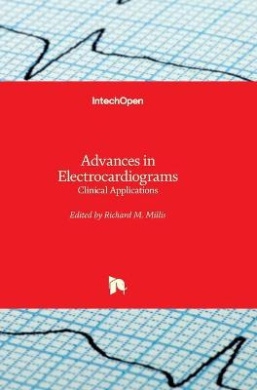 IntechOpen
Advances in
Electrocardiograms
Clinical Applications
Edited by Richard M. Millis